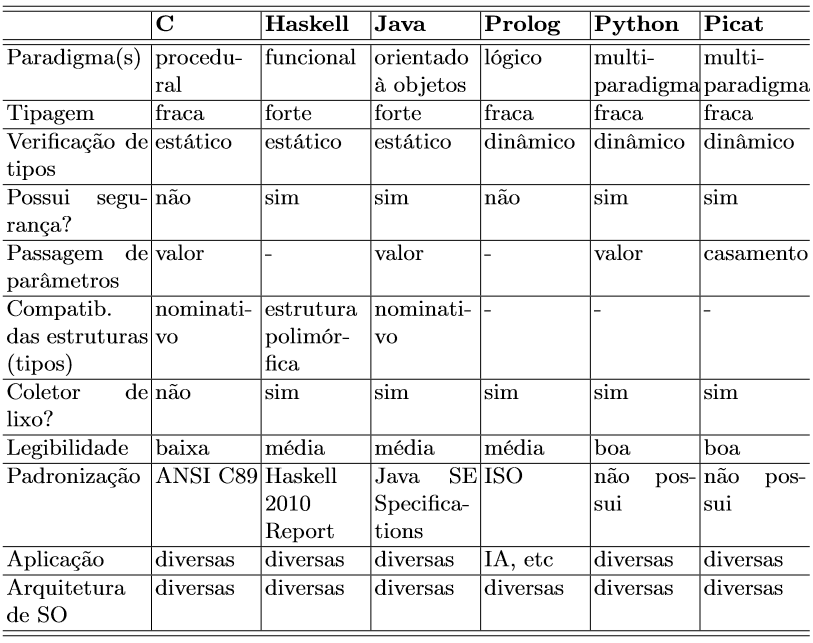 C Haskell Java Prolog Python Picat
Paradigma(s) procedu- funcional orientado lógico multi- multi-
ral à objetos paradigma paradigma
Tipagem fraca forte forte fraca fraca fraca
Verificação de estático estático estático dinâmico dinâmico dinâmico
tipos
Possui segu- não sim sim não sim sim
rança?
Passagem de valor - valor - valor casamento
parâmetros
Compatib. nominati- estrutura nominati- - - -
das estruturas vo polimór- vo
(tipos) fica
Coletor de não sim sim sim sim sim
lixo?
Legibilidade baixa média média média boa boa
Padronização ANSI C89 Haskell Java SE ISO não pos- não pos-
2010 Specifica- sui sui
Report tions
Aplicação diversas diversas diversas IA, etc diversas diversas
Arquitetura diversas diversas diversas diversas diversas diversas
de SO